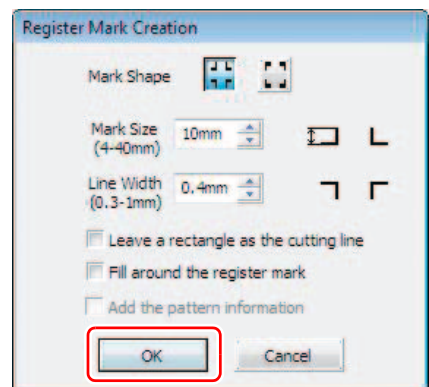 Register Mark Creation
Mark Shape
Mark Size
(4-40mm)
10mm
Line Width
(0.3-1mm)
0.4mm
Leave a rectangle as the cutting line
Fill around the register mark
Add the pattern information
OK
Cancel